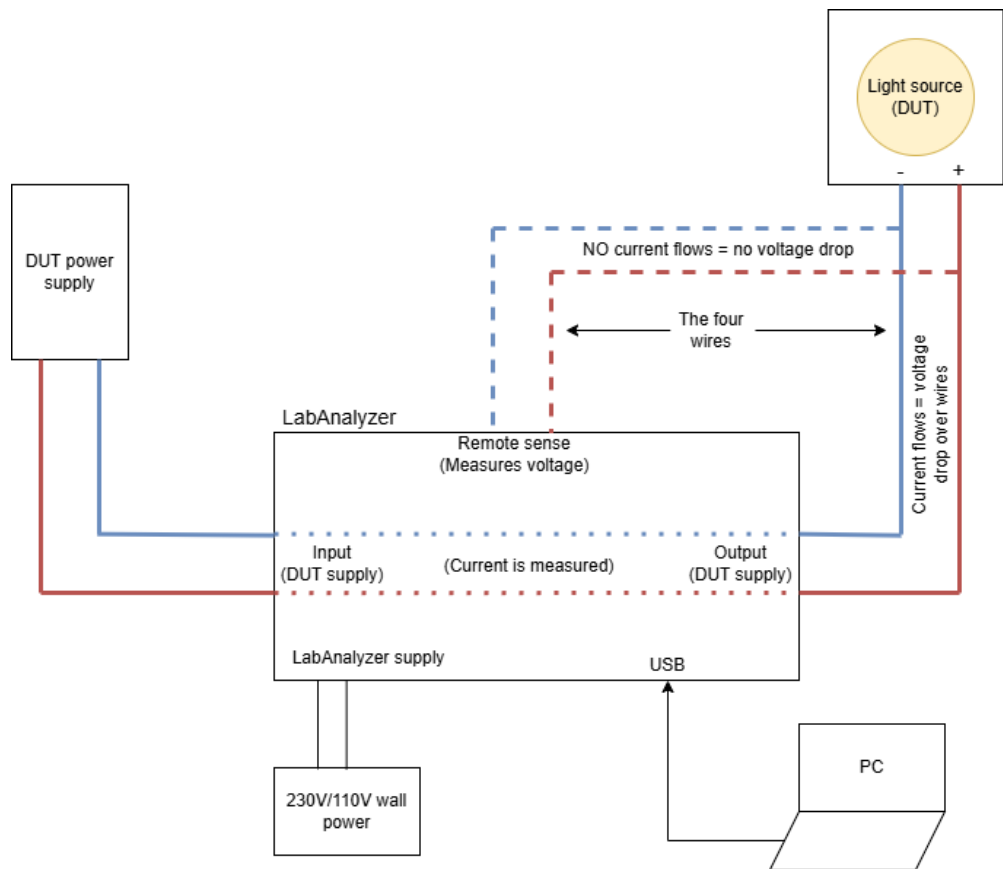 Light source
(DUT)
- +
DUT power
supply
NO current flows = no voltage drop
The four
wires
Current flows = voltage
drop over wires
LabAnalyzer
Remote sense
(Measures voltage)
Input
(DUT supply)
(Current is measured)
Output
(DUT supply)
LabAnalyzer supply
USB
230V/110V wall
power
PC